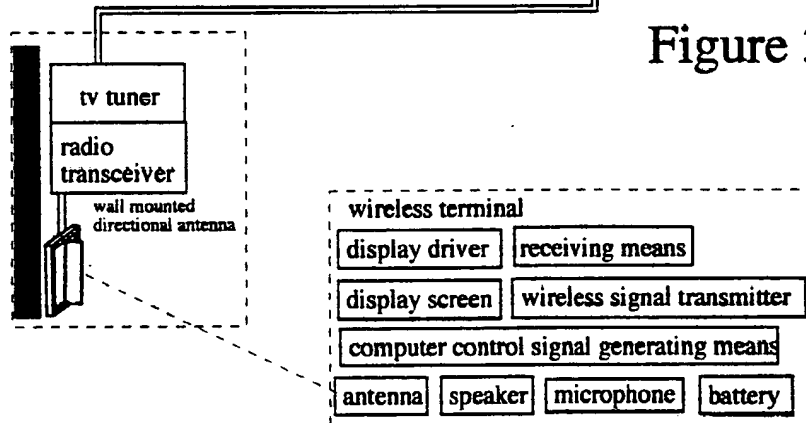 Figure
tv tuner
radio
transceiver
wall mounted
directional antenna
wireless terminal
display driver receiving means
display screen wireless signal transmitter
computer control signal generating means
antenna speaker microphone battery